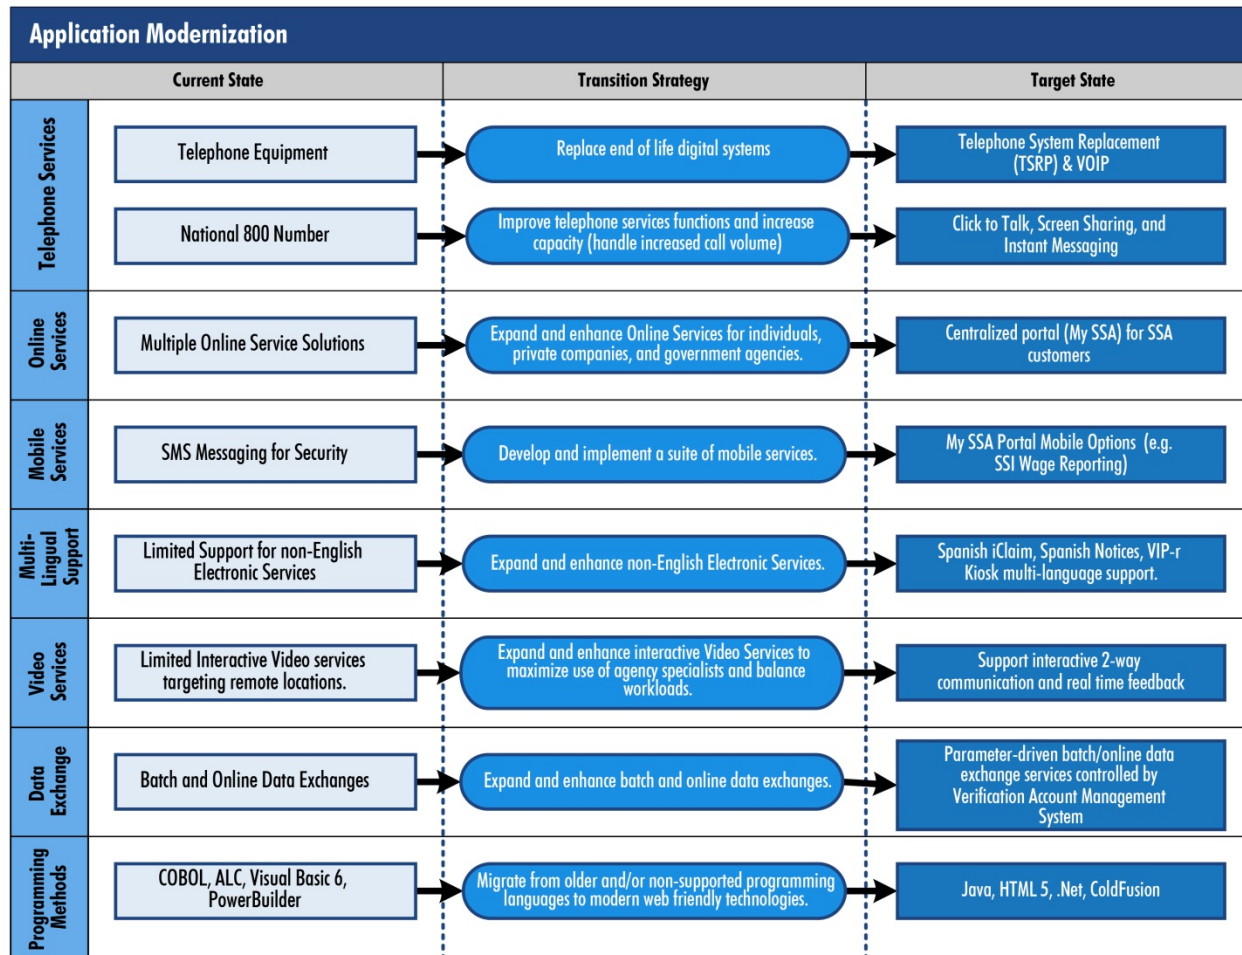 Application Modernization
Current State
Transition Strategy
Target State
Telephone Services
Telephone Equipment
Replace end of life digital systems
Telephone System Replacement
(TSRP) & VOIP
National 800 Number
Improve telephone services functions and increase
capacity (handle increased call volume)
Click to Talk, Screen Sharing, and
Instant Messaging
Online
Services
Multiple Online Service Solutions
Expand and enhance Online Services for individuals,
private companies, and government agencies.
Centralized portal (My SSA) for SSA
customers
Mobile
Services
SMS Messaging for Security
Develop and implement a suite of mobile services.
My SSA Portal Mobile Options (e.g.
SSI Wage Reporting)
Multi-
Lingual
Support
Limited Support for non-English
Electronic Services
Expand and enhance non-English Electronic Services.
Spanish iClaim, Spanish Notices, VIP-r
Kiosk multi-language support.
Video
Services
Limited Interactive Video services
targeting remote locations.
Expand and enhance interactive Video Services to
maximize use of agency specialists and balance
workloads.
Support interactive 2-way
communication and real time feedback
Data
Exchange
Batch and Online Data Exchanges
Expand and enhance batch and online data exchanges.
Parameter-driven batch/online data
exchange services controlled by
Verification Account Management
System
Programming
Methods
COBOL, ALC, Visual Basic 6,
PowerBuilder
Migrate from older and/or non-supported programming
languages to modern web friendly technologies.
Java, HTML 5, .Net, ColdFusion